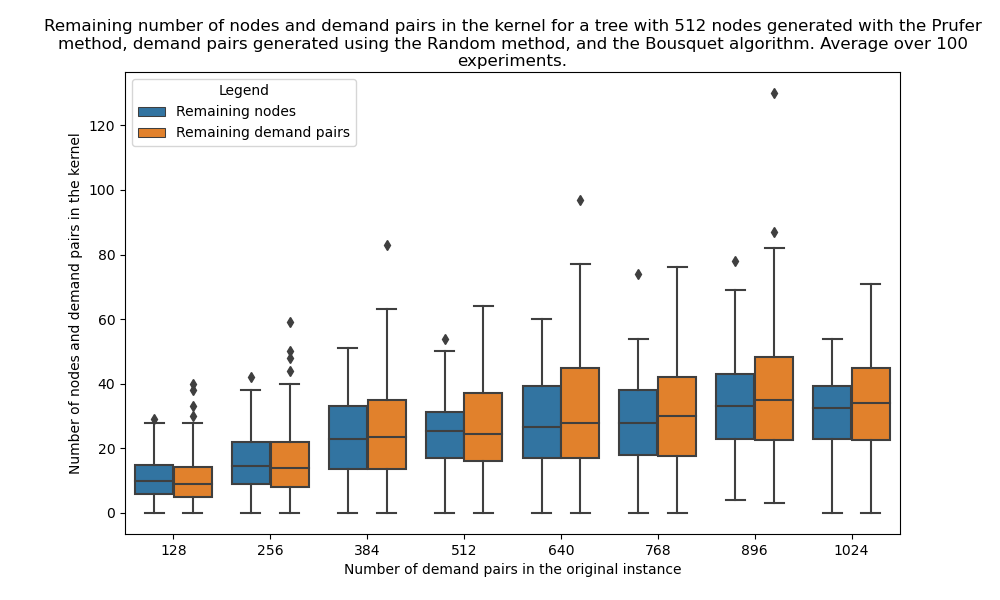 Remaining number of nodes and demand pairs in the kernel for a tree with 512 nodes generated with the Prufer
method, demand pairs generated using the Random method, and the Bousquet algorithm. Average over 100
experiments.
Legend
Remaining nodes
Remaining demand pairs
Number of nodes and demand pairs in the kernel
120
100
80
60
40
20
0
128 256 384 512 640 768 896 1024
Number of demand pairs in the original instance